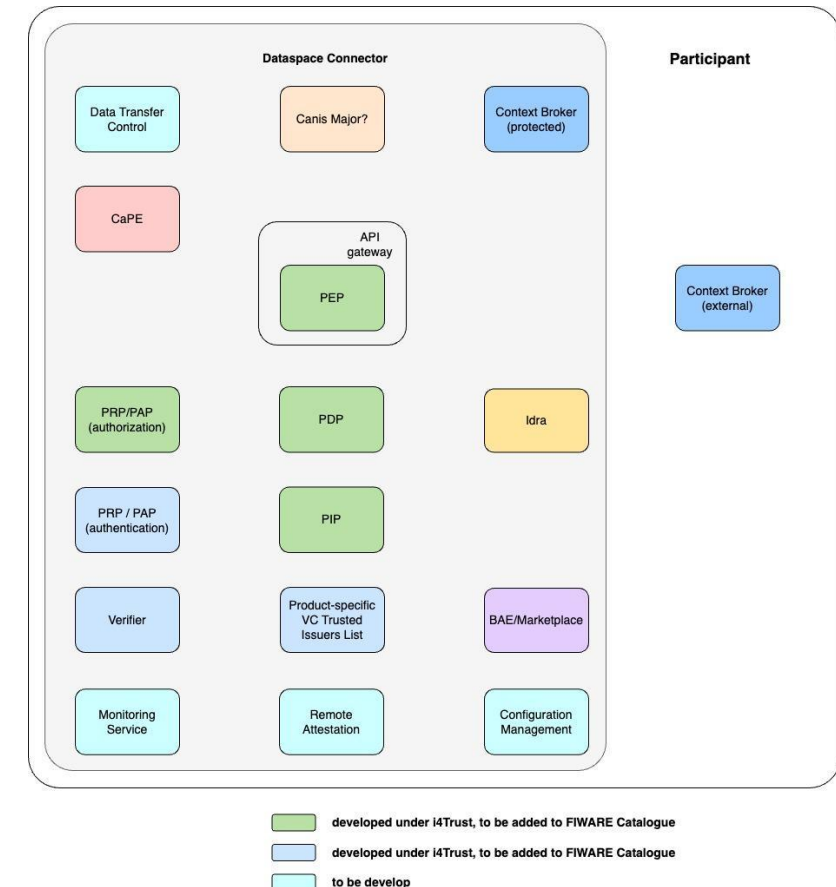 Dataspace Connector
Participant
Data Transfer
Control
Canis Major?
Context Broker
(protected)
CaPE
API
gateway
PEP
Context Broker
(external)
PRP/PAP
(authorization)
PDP
Idra
PRP / PAP
(authentication)
PIP
Verifier
Product-specific
VC Trusted
Issuers List
BAE/Marketplace
Monitoring
Service
Remote
Attestation
Configuration
Management
developed under i4Trust, to be added to FIWARE Catalogue
developed under i4Trust, to be added to FIWARE Catalogue
to be develop